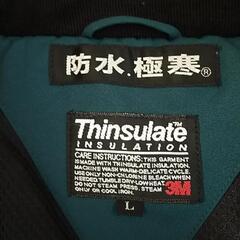 防水極寒®
Thinsulate™
INSULATION
CARE INSTRUCTIONS: THIS GARMENT
IS MADE WITH THINSULATE INSULATION.
MACHINE WASH WARM-DELICATE CYCLE.
USE ONLY NON-CHLORINE BLEACH WHEN
NEEDED. TUMBLE DRY-LOW HEAT.
DO NOT STEAM PRESS. STEAM
ONLY OR COOL IRON.
3M
L